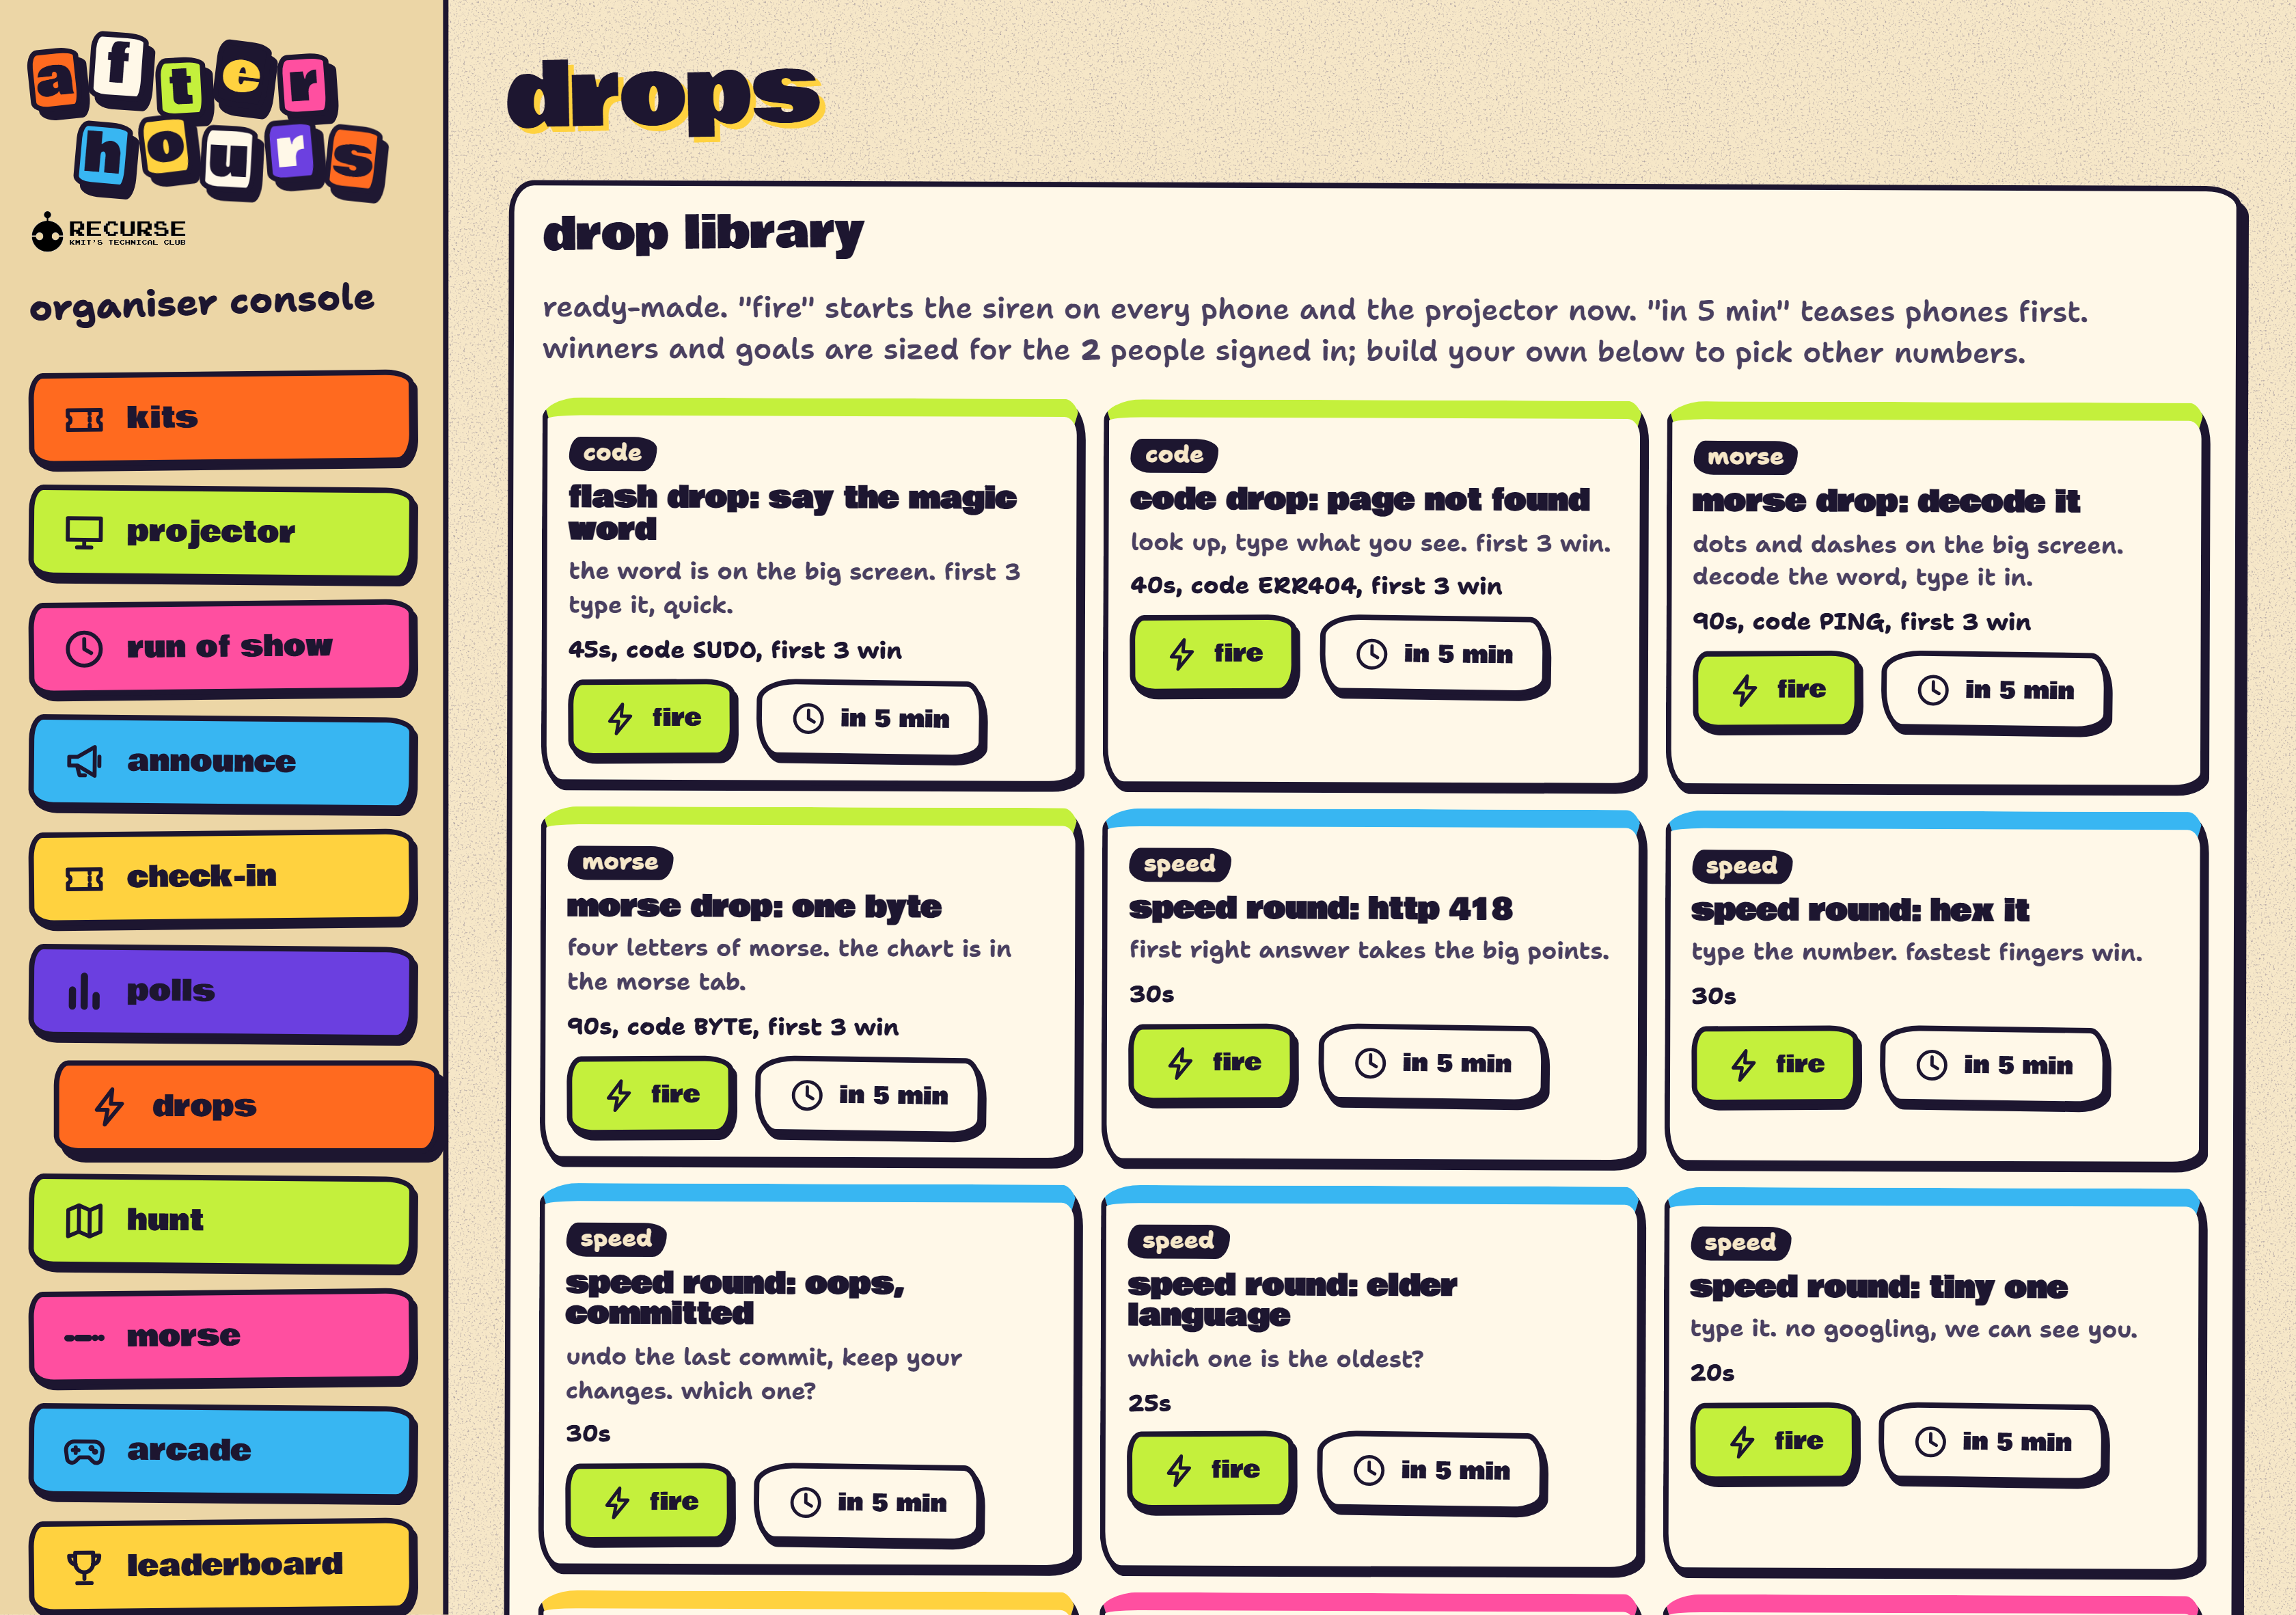 after
hours
RECURSE
KMIT'S TECHNICAL CLUB
organiser console
kits
projector
run of show
announce
check-in
polls
drops
hunt
morse
arcade
leaderboard
drops
drop library
ready-made. "fire" starts the siren on every phone and the projector now. "in 5 min" teases phones first.
winners and goals are sized for the 2 people signed in; build your own below to pick other numbers.
code
flash drop: say the magic
word
the word is on the big screen. first 3
type it, quick.
45s, code SUDO, first 3 win
fire
in 5 min
code
code drop: page not found
look up, type what you see. first 3 win.
40s, code ERR404, first 3 win
fire
in 5 min
morse
morse drop: decode it
dots and dashes on the big screen.
decode the word, type it in.
90s, code PING, first 3 win
fire
in 5 min
morse
morse drop: one byte
four letters of morse. the chart is in
the morse tab.
90s, code BYTE, first 3 win
fire
in 5 min
speed
speed round: http 418
first right answer takes the big points.
30s
fire
in 5 min
speed
speed round: hex it
type the number. fastest fingers win.
30s
fire
in 5 min
speed
speed round: oops,
committed
undo the last commit, keep your
changes. which one?
30s
fire
in 5 min
speed
speed round: elder
language
which one is the oldest?
25s
fire
in 5 min
speed
speed round: tiny one
type it. no googling, we can see you.
20s
fire
in 5 min